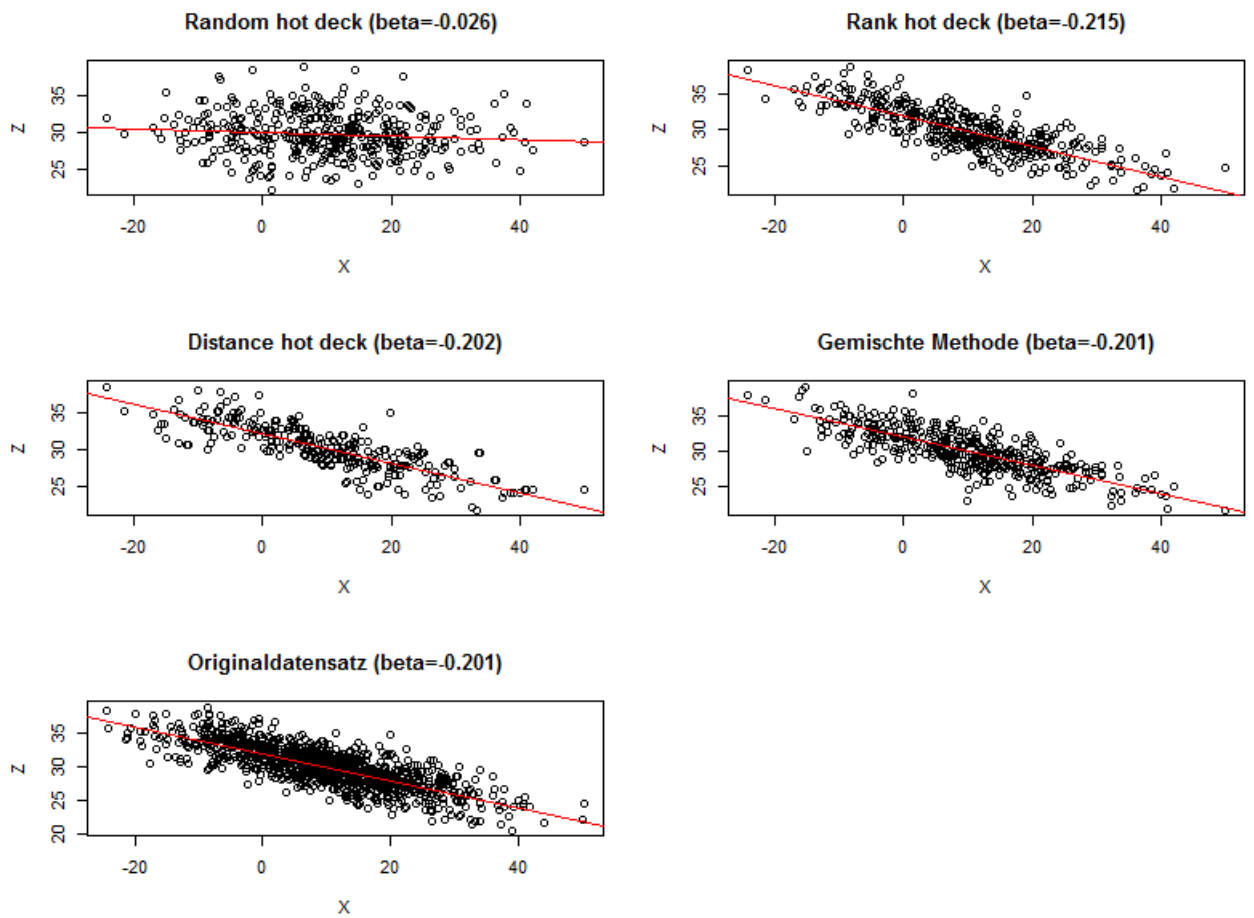 Random hot deck (beta=-0.026)
Z
35
30
25
-20 0 20 40
X
Rank hot deck (beta=-0.215)
Z
35
30
25
-20 0 20 40
X
Distance hot deck (beta=-0.202)
Z
35
30
25
-20 0 20 40
X
Gemischte Methode (beta=-0.201)
Z
35
30
25
-20 0 20 40
X
Originaldatensatz (beta=-0.201)
Z
35
30
25
20
-20 0 20 40
X